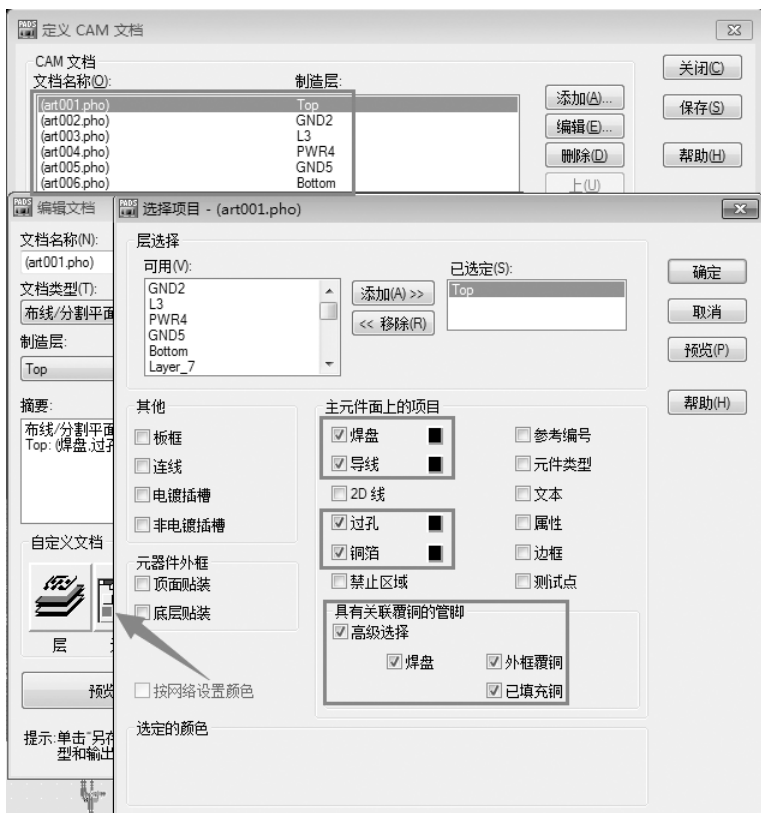 定义 CAM 文档
CAM 文档
文档名称(O):
制造层:
(art001.pho) Top
(art002.pho) GND2
(art003.pho) L3
(art004.pho) PWR4
(art005.pho) GND5
(art006.pho) Bottom
添加(A)...
编辑(E)...
删除(D)
上(U)
关闭(C)
保存(S)
帮助(H)
编辑文档
文档名称(N):
(art001.pho)
文档类型(T):
布线/分割平面
制造层:
Top
摘要:
布线/分割平面
Top: (焊盘.过孔
自定义文档
层
预览
提示:单击"另存
型和输出
选择项目 - (art001.pho)
层选择
可用(V):
GND2
L3
PWR4
GND5
Bottom
Layer_7
添加(A) >>
<< 移除(R)
已选定(S):
Top
确定
取消
预览(P)
帮助(H)
其他
板框
连线
电镀插槽
非电镀插槽
元器件外框
顶面贴装
底层贴装
按网络设置颜色
主元件面上的项目
焊盘
导线
2D 线
过孔
铜箔
禁止区域
参考编号
元件类型
文本
属性
边框
测试点
具有关联覆铜的管脚
高级选择
焊盘
外框覆铜
已填充铜
选定的颜色